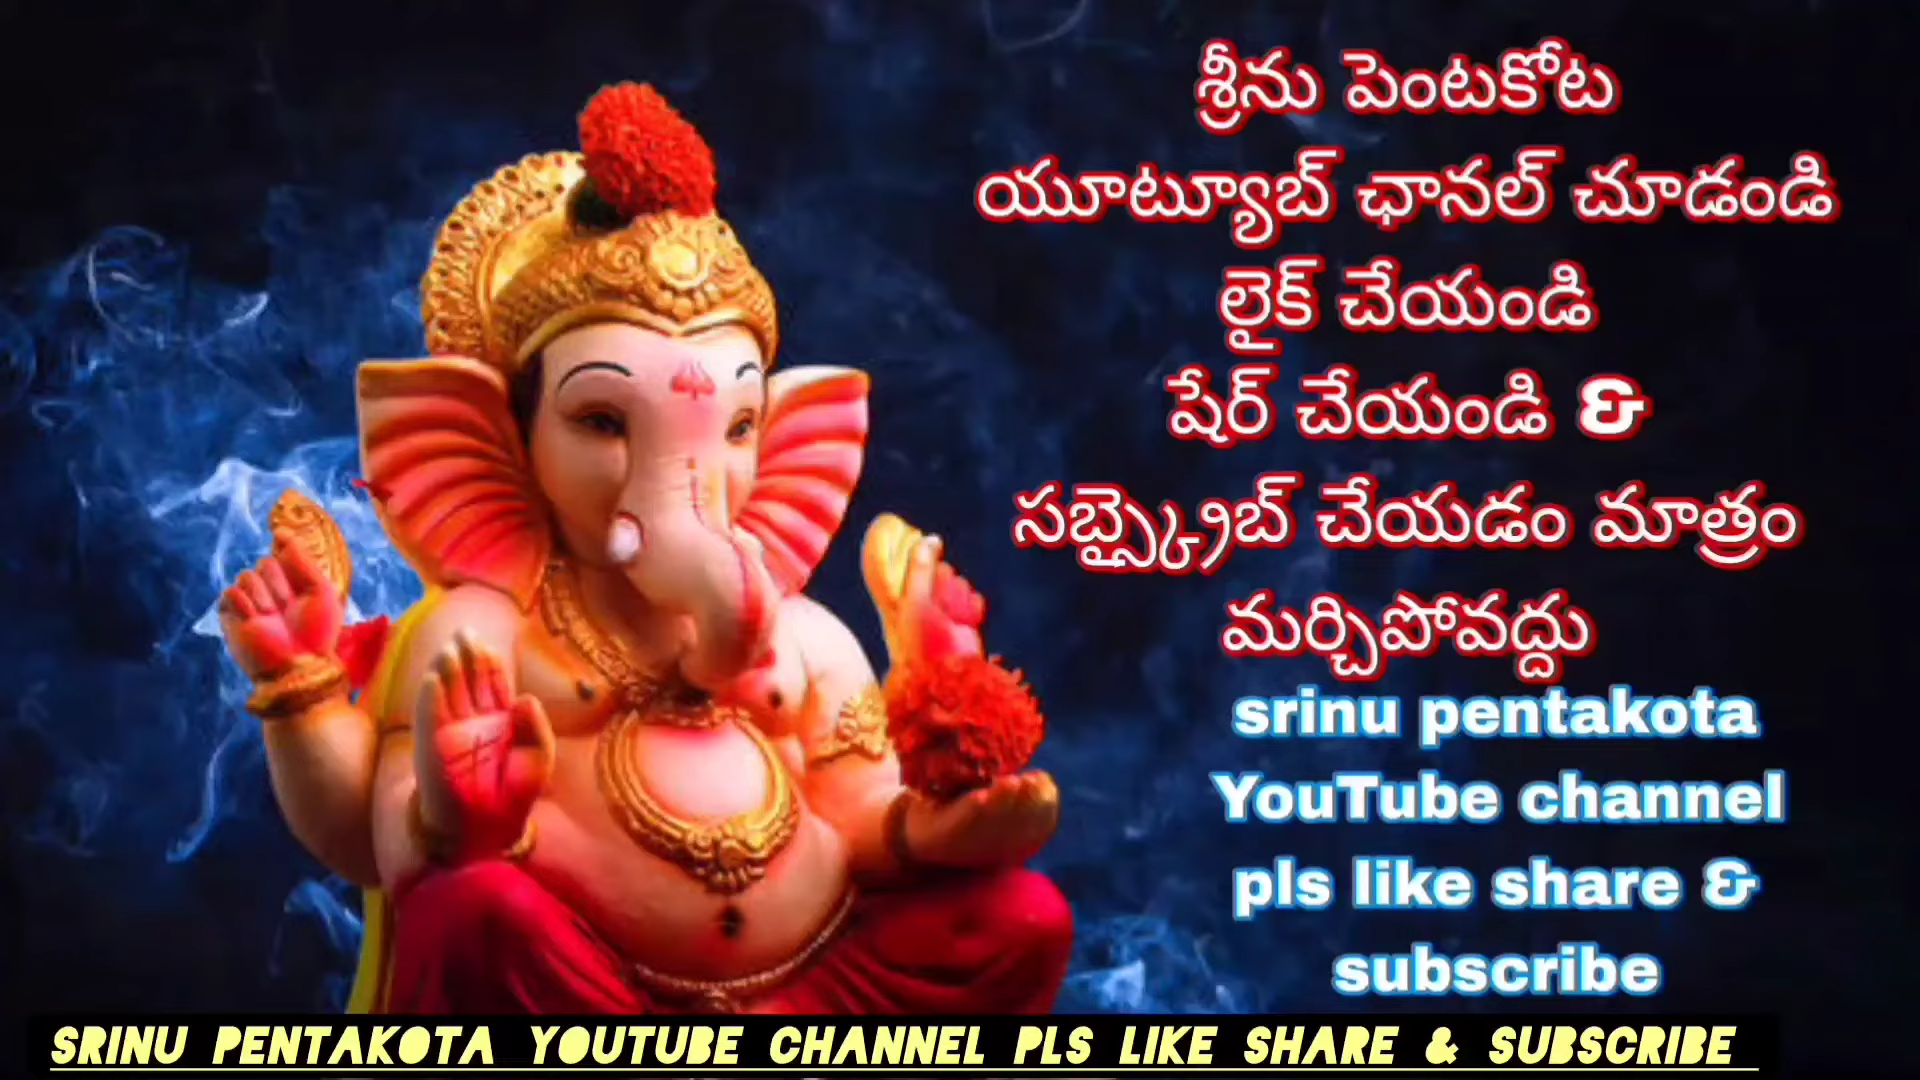 శ్రీను పెంటకోట
యూట్యూబ్ ఛానల్ చూడండి
లైక్ చేయండి
షేర్ చేయండి &
సబ్స్క్రైబ్ చేయడం మాత్రం
మర్చిపోవద్దు
srinu pentakota
YouTube channel
pls like share &
subscribe
SRINU PENTAKOTA YOUTUBE CHANNEL PLS LIKE SHARE & SUBSCRIBE